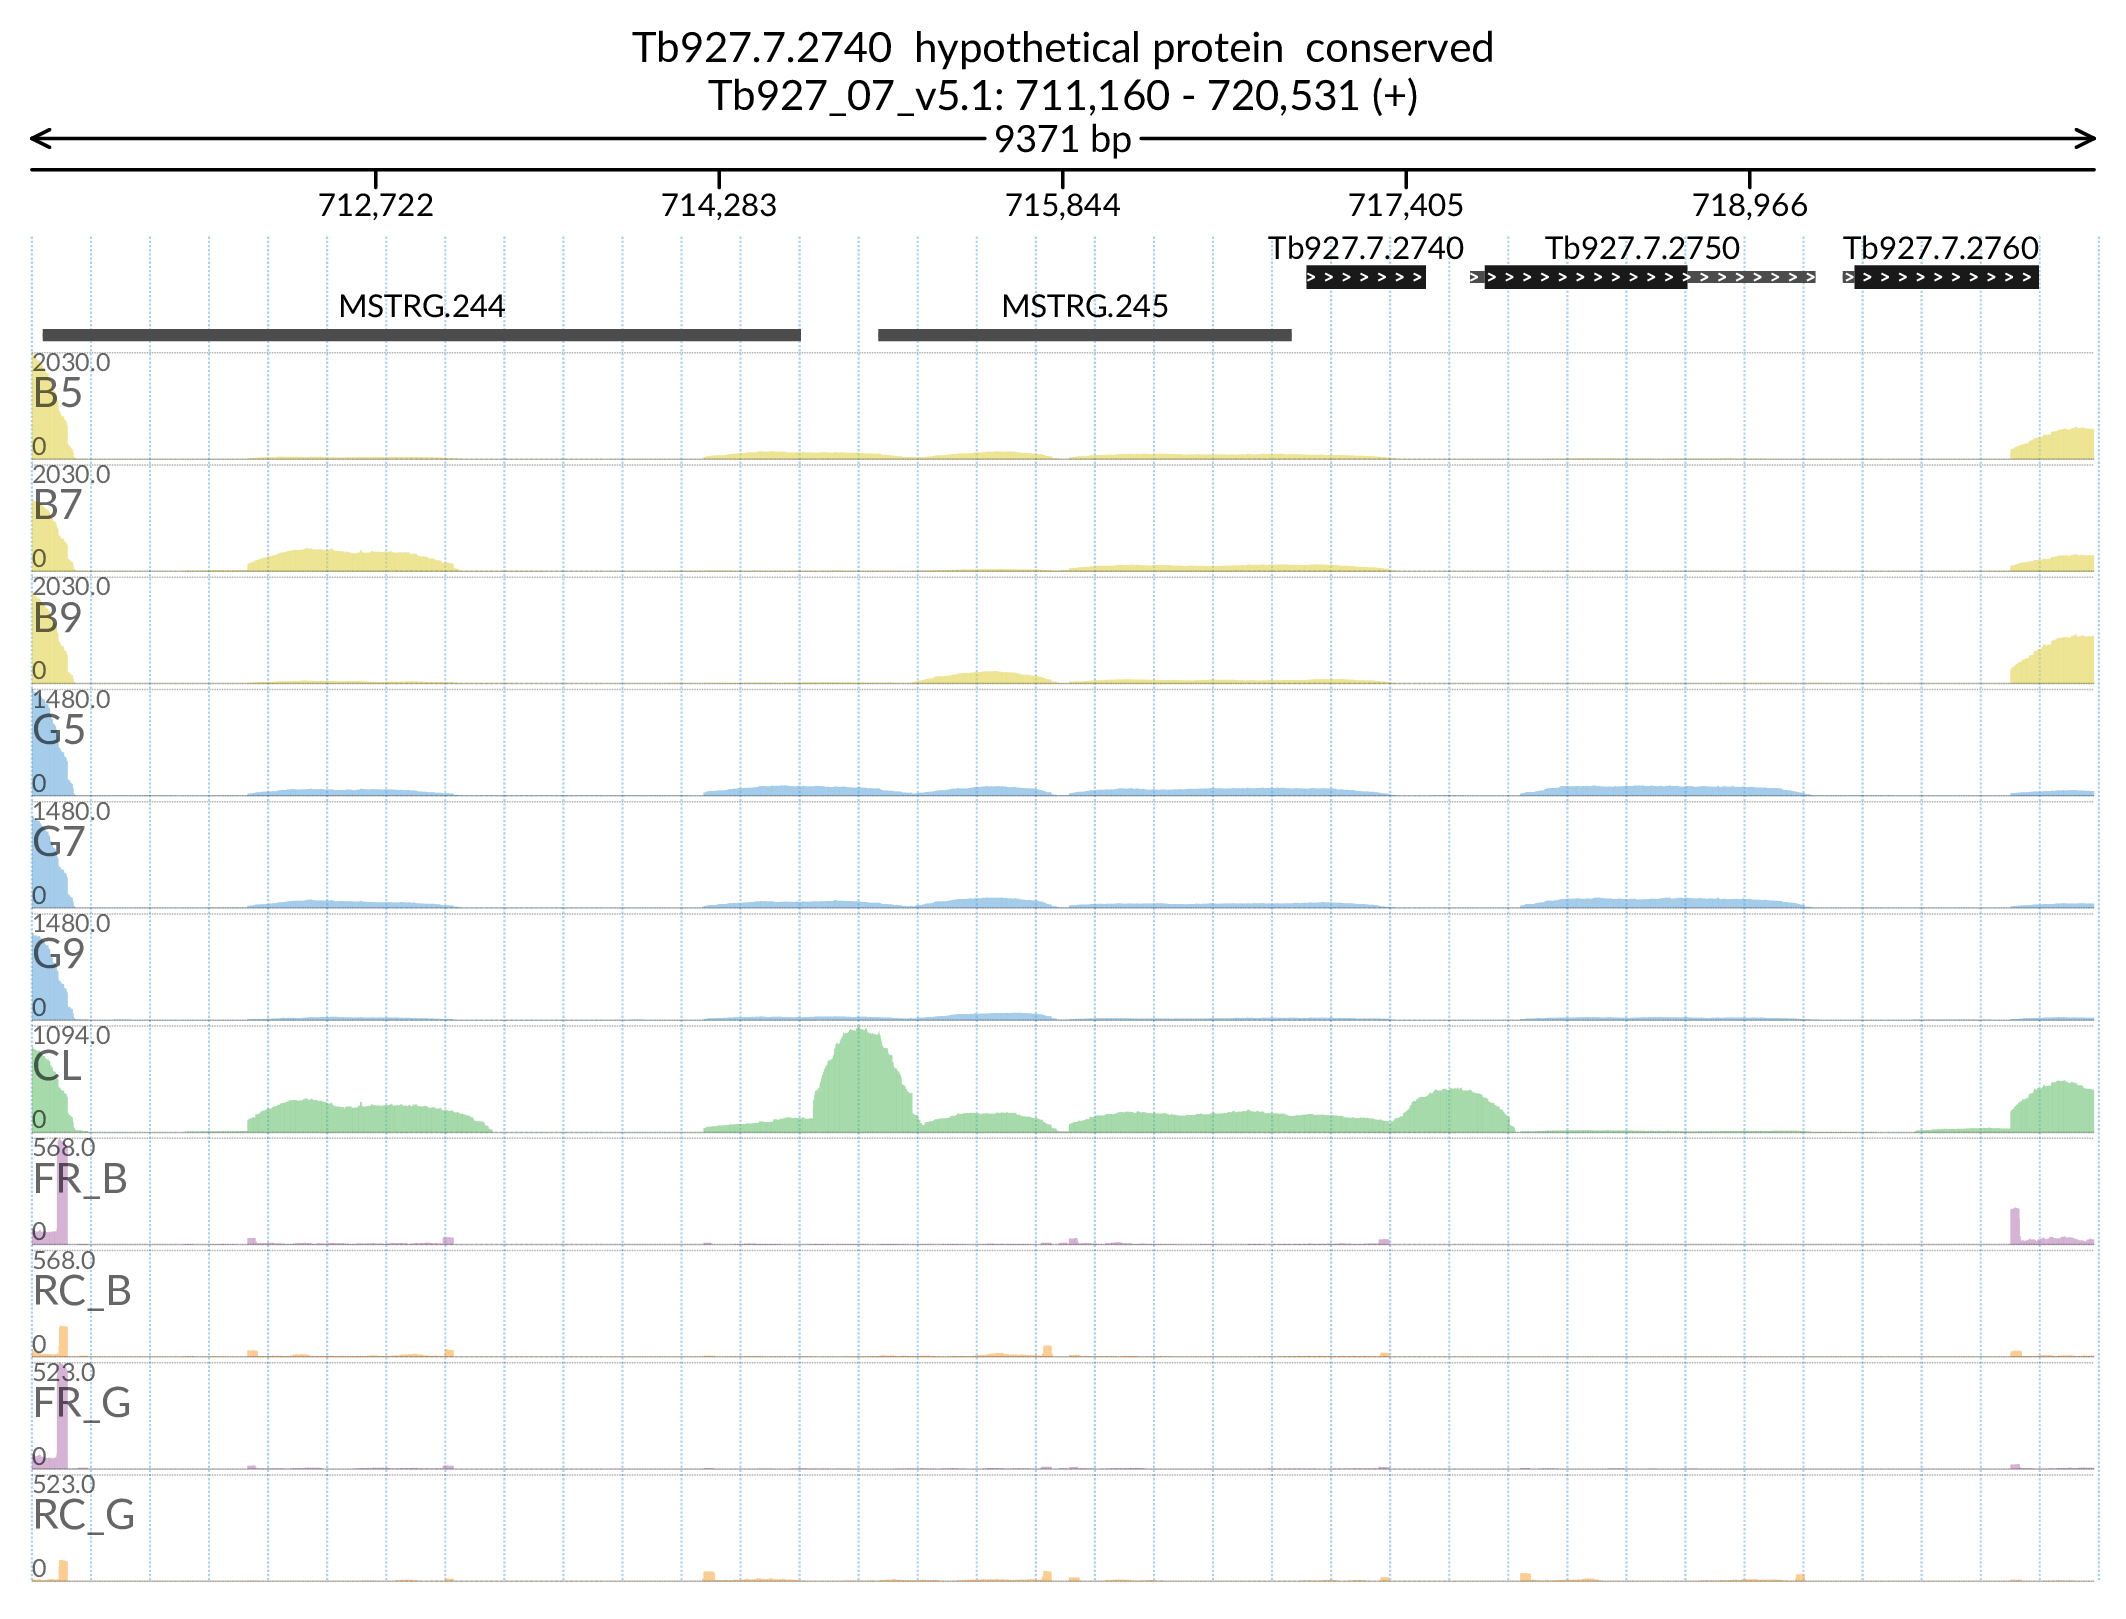 Tb927.7.2740  hypothetical protein  conserved
Tb927_07_v5.1: 711,160 - 720,531 (+)
9371 bp
712,722 714,283 715,844 717,405 718,966
Tb927.7.2740 Tb927.7.2750 Tb927.7.2760
MSTRG.244 MSTRG.245
2030.0
B5
0
2030.0
B7
0
2030.0
B9
0
1480.0
G5
0
1480.0
G7
0
1480.0
G9
0
1094.0
CL
0
568.0
FR_B
0
568.0
RC_B
0
523.0
FR_G
0
523.0
RC_G
0